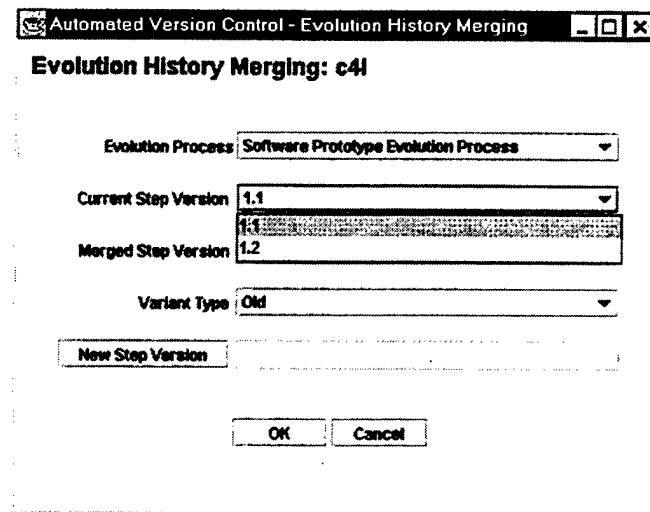 Automated Version Control - Evolution History Merging
Evolution History Merging: c4i
Evolution Process Software Prototype Evolution Process
Current Step Version 1.1
1.1
Merged Step Version 1.2
Variant Type Old
New Step Version
OK Cancel